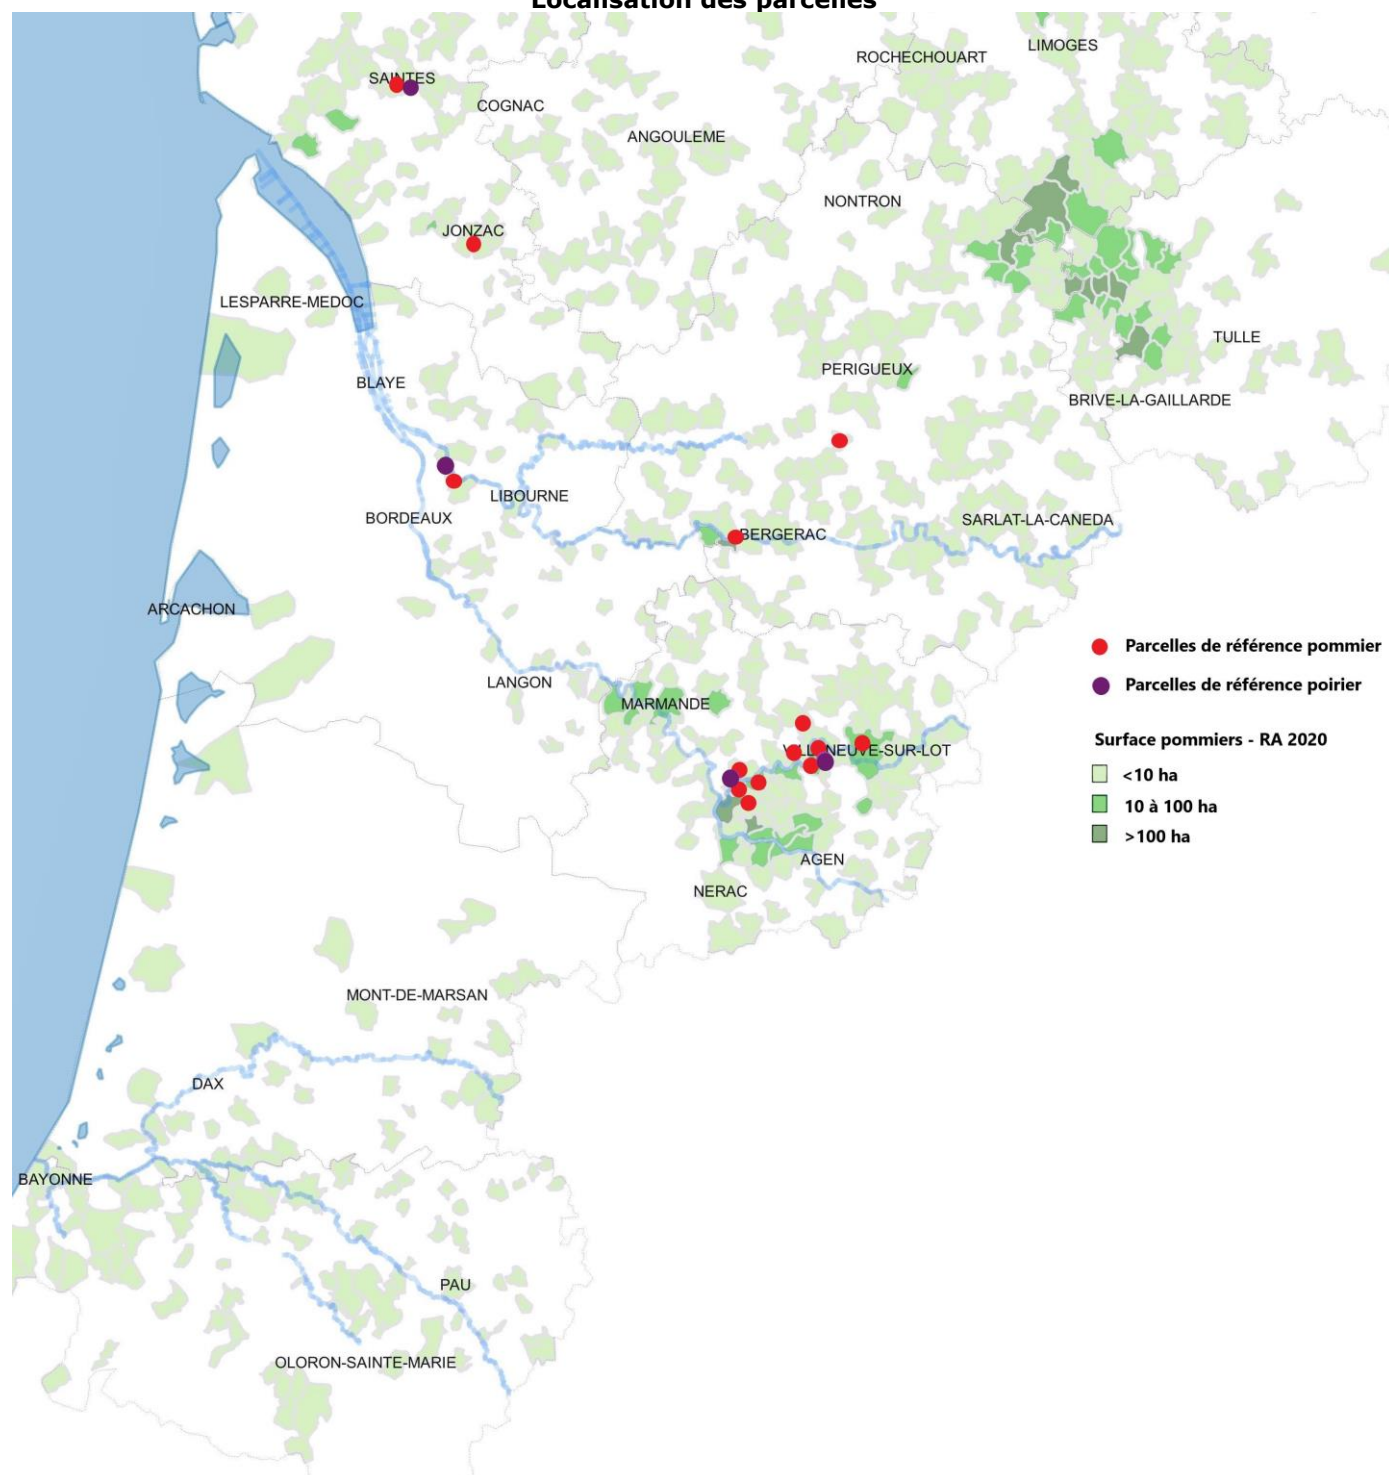 Localisation des parcelles
LIMOGES
ROCHECHOUART
SAINTES
COGNAC
ANGOULEME
NONTRON
JONZAC
LESPARRE-MEDOC
TULLE
PERIGUEUX
BLAYE
BRIVE-LA-GAILLARDE
LIBOURNE
BORDEAUX
SARLAT-LA-CANEDA
BERGERAC
ARCACHON
Parcelles de référence pommier
LANGON
Parcelles de référence poirier
MARMANDE
Surface pommiers - RA 2020
VILLENEUVE-SUR-LOT
<10 ha
10 à 100 ha
>100 ha
AGEN
NERAC
MONT-DE-MARSAN
DAX
BAYONNE
PAU
OLORON-SAINTE-MARIE